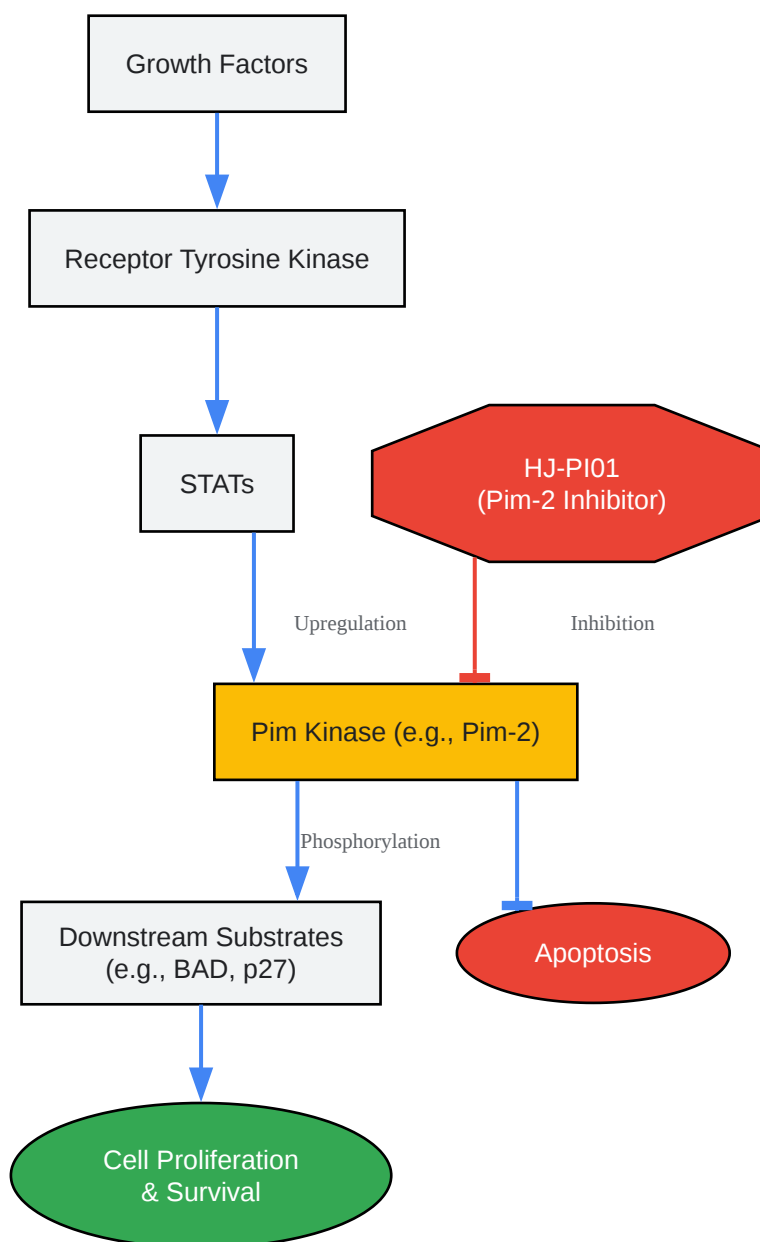 Growth Factors
Receptor Tyrosine Kinase
STATs
HJ-PI01
(Pim-2 Inhibitor)
Upregulation
Inhibition
Pim Kinase (e.g., Pim-2)
Phosphorylation
Downstream Substrates
(e.g., BAD, p27)
Apoptosis
Cell Proliferation
& Survival